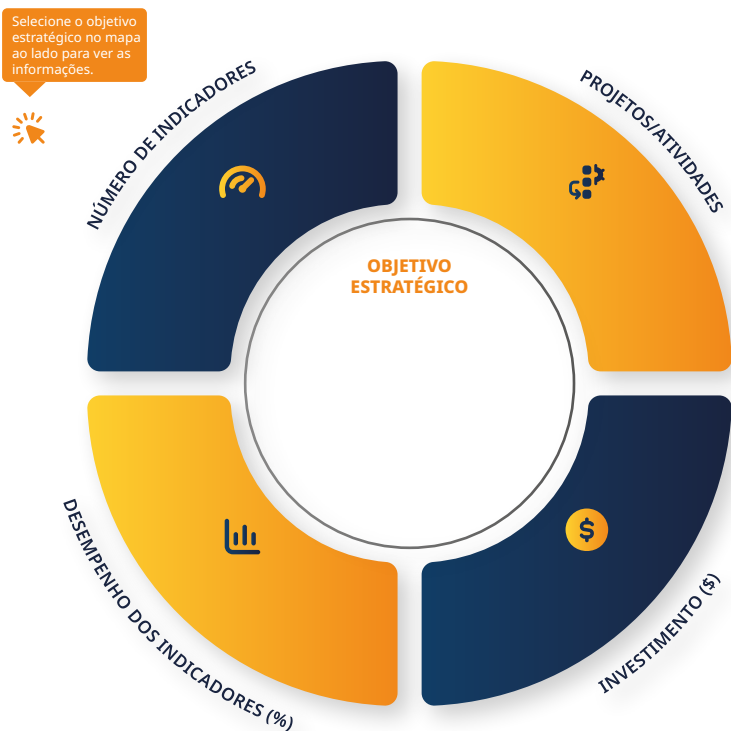 Selecione o objetivo
estratégico no mapa
ao lado para ver as
informações.
NÚMERO DE INDICADORES
PROJETOS/ATIVIDADES
OBJETIVO
ESTRATÉGICO
$
DESEMPENHO DOS INDICADORES (%)
INVESTIMENTO ($)